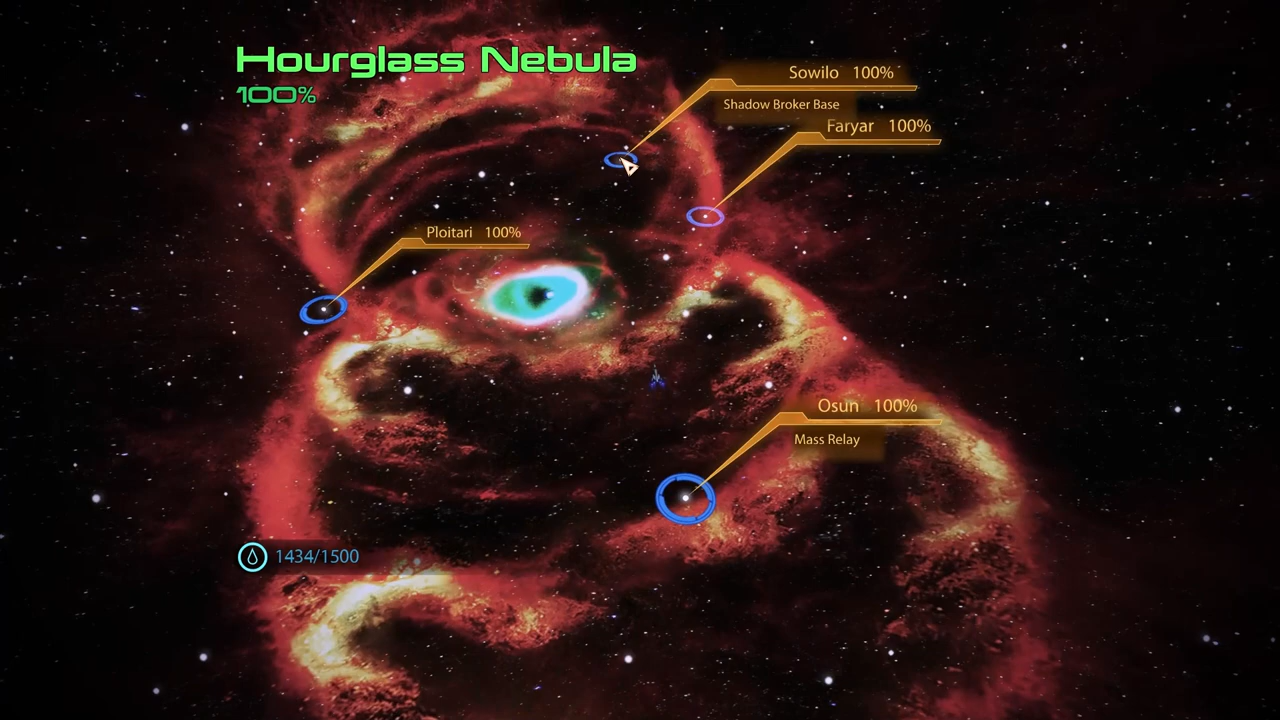 Hourglass Nebula
100%
Sowilo 100%
Shadow Broker Base
Faryar 100%
Ploitari 100%
Osun 100%
Mass Relay
1434/1500